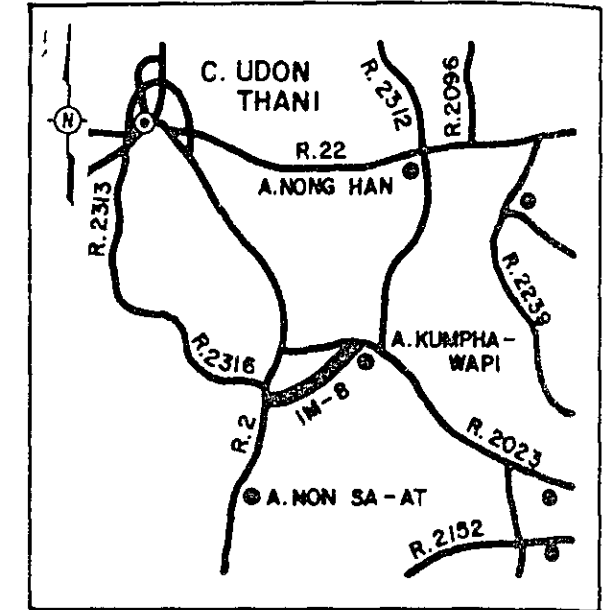 C. UDON
THANI
N
R. 2312
R. 2096
R. 22
A. NONG HAN
R. 2313
R. 2239
A. KUMPHA-
WAPI
R. 2316
IM-B
R. 2
R. 2023
A. NON SA-AT
R. 2152